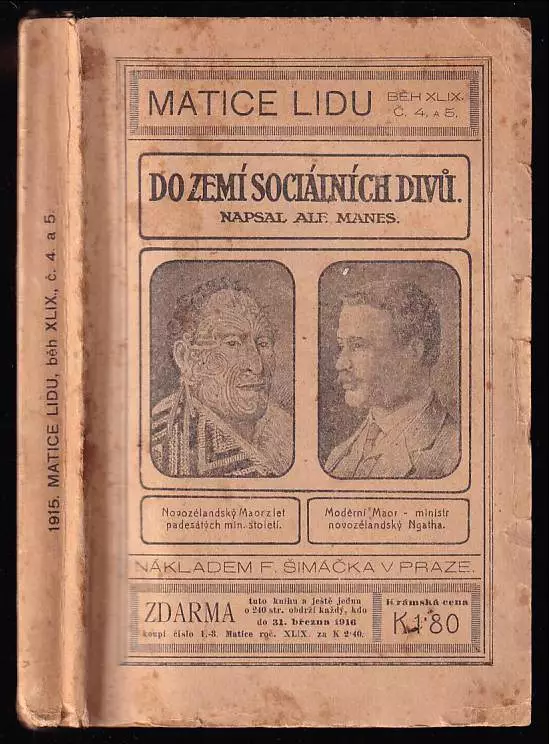 1915. MATICE LIDU, běh XLIX., č. 4. a 5.
MATICE LIDU
BĚH XLIX.
Č. 4. A 5.
DO ZEMÍ SOCIÁLNÍCH DIVŮ.
NAPSAL ALF. MANES.
Novozélandský Maor z let
padesátých min. století.
Moděrní Maor - ministr
novozélandský Ngatha.
NÁKLADEM F. ŠIMÁČKA V PRAZE.
ZDARMA
tuto knihu a ještě jednu
o 240 str. obdrží každý, kdo
do 31. března 1916
koupí číslo 1.-8. Matice roč. XLIX. za K 2·40.
Krámská cena
K 1·80